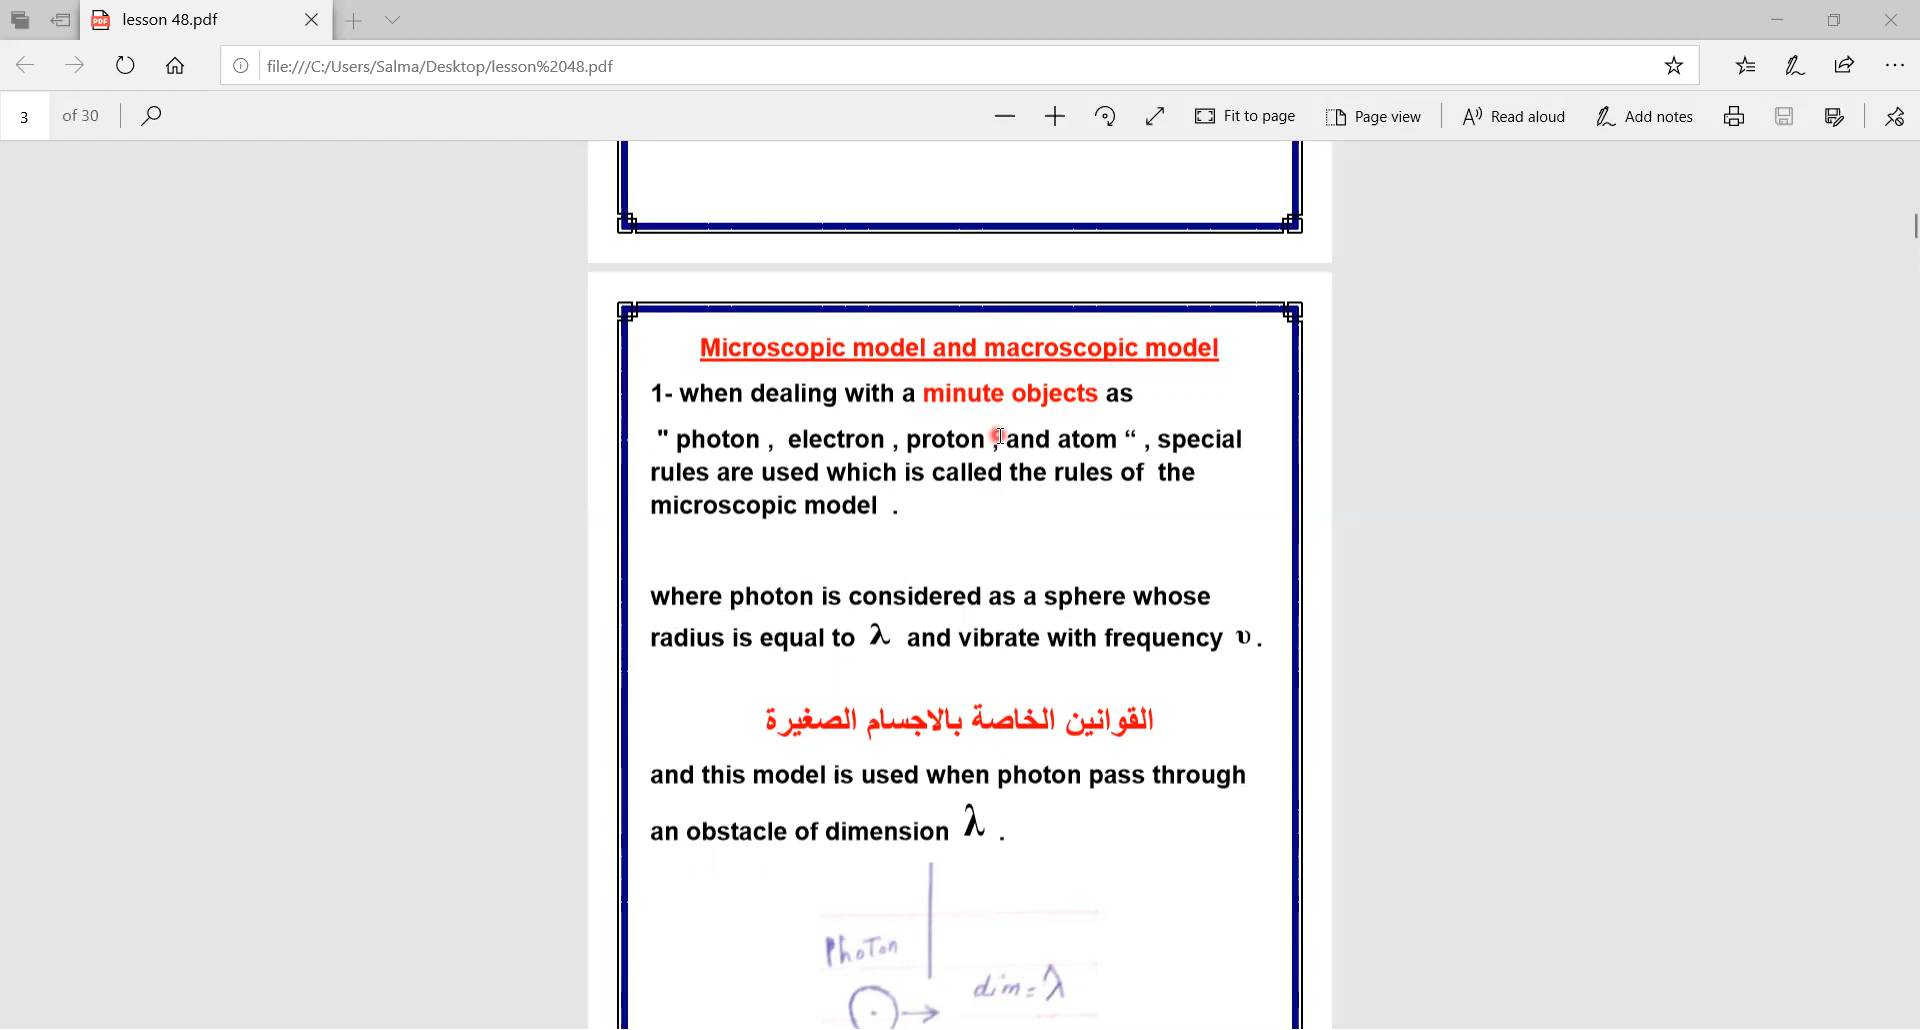 lesson 48.pdf
file:///C:/Users/Salma/Desktop/lesson%2048.pdf
3 of 30 Fit to page Page view Read aloud Add notes
Microscopic model and macroscopic model
1- when dealing with a minute objects as
" photon , electron , proton , and atom “ , special
rules are used which is called the rules of the
microscopic model .
where photon is considered as a sphere whose
radius is equal to λ and vibrate with frequency υ .
القوانين الخاصة بالاجسام الصغيرة
and this model is used when photon pass through
an obstacle of dimension λ .
PhoTon
dim = λ